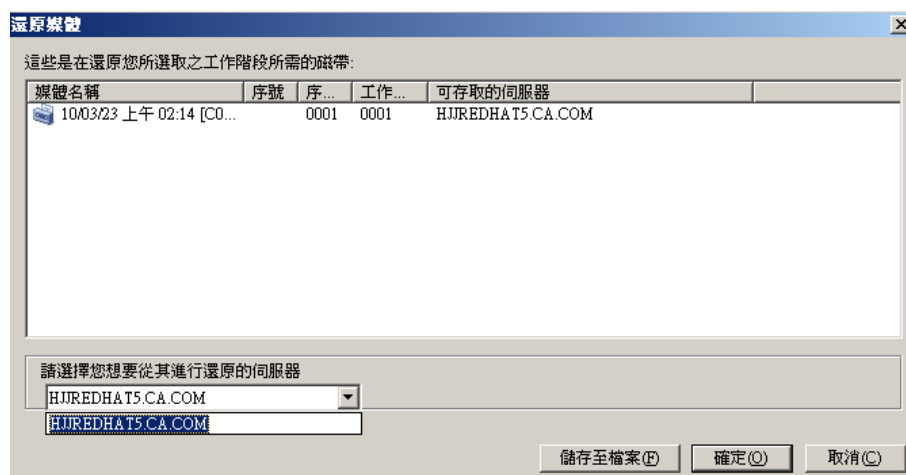 還原媒體
這些是在還原您所選取之工作階段所需的磁帶:
媒體名稱 序號 序... 工作... 可存取的伺服器
10/03/23 上午 02:14 [C0... 0001 0001 HJJREDHAT5.CA.COM
請選擇您想要從其進行還原的伺服器
HJJREDHAT5.CA.COM
HJJREDHAT5.CA.COM
儲存至檔案(F) 確定(O) 取消(C)